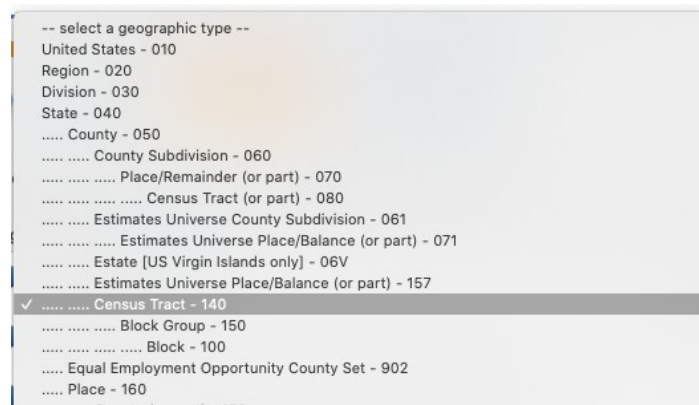 -- select a geographic type --
United States - 010
Region - 020
Division - 030
State - 040
..... County - 050
..... ..... County Subdivision - 060
..... ..... ..... Place/Remainder (or part) - 070
..... ..... ..... ..... Census Tract (or part) - 080
..... ..... Estimates Universe County Subdivision - 061
..... ..... ..... Estimates Universe Place/Balance (or part) - 071
..... ..... Estate [US Virgin Islands only] - 06V
..... ..... Estimates Universe Place/Balance (or part) - 157
✓ ..... ..... Census Tract - 140
..... ..... ..... Block Group - 150
..... ..... ..... ..... Block - 100
..... Equal Employment Opportunity County Set - 902
..... Place - 160